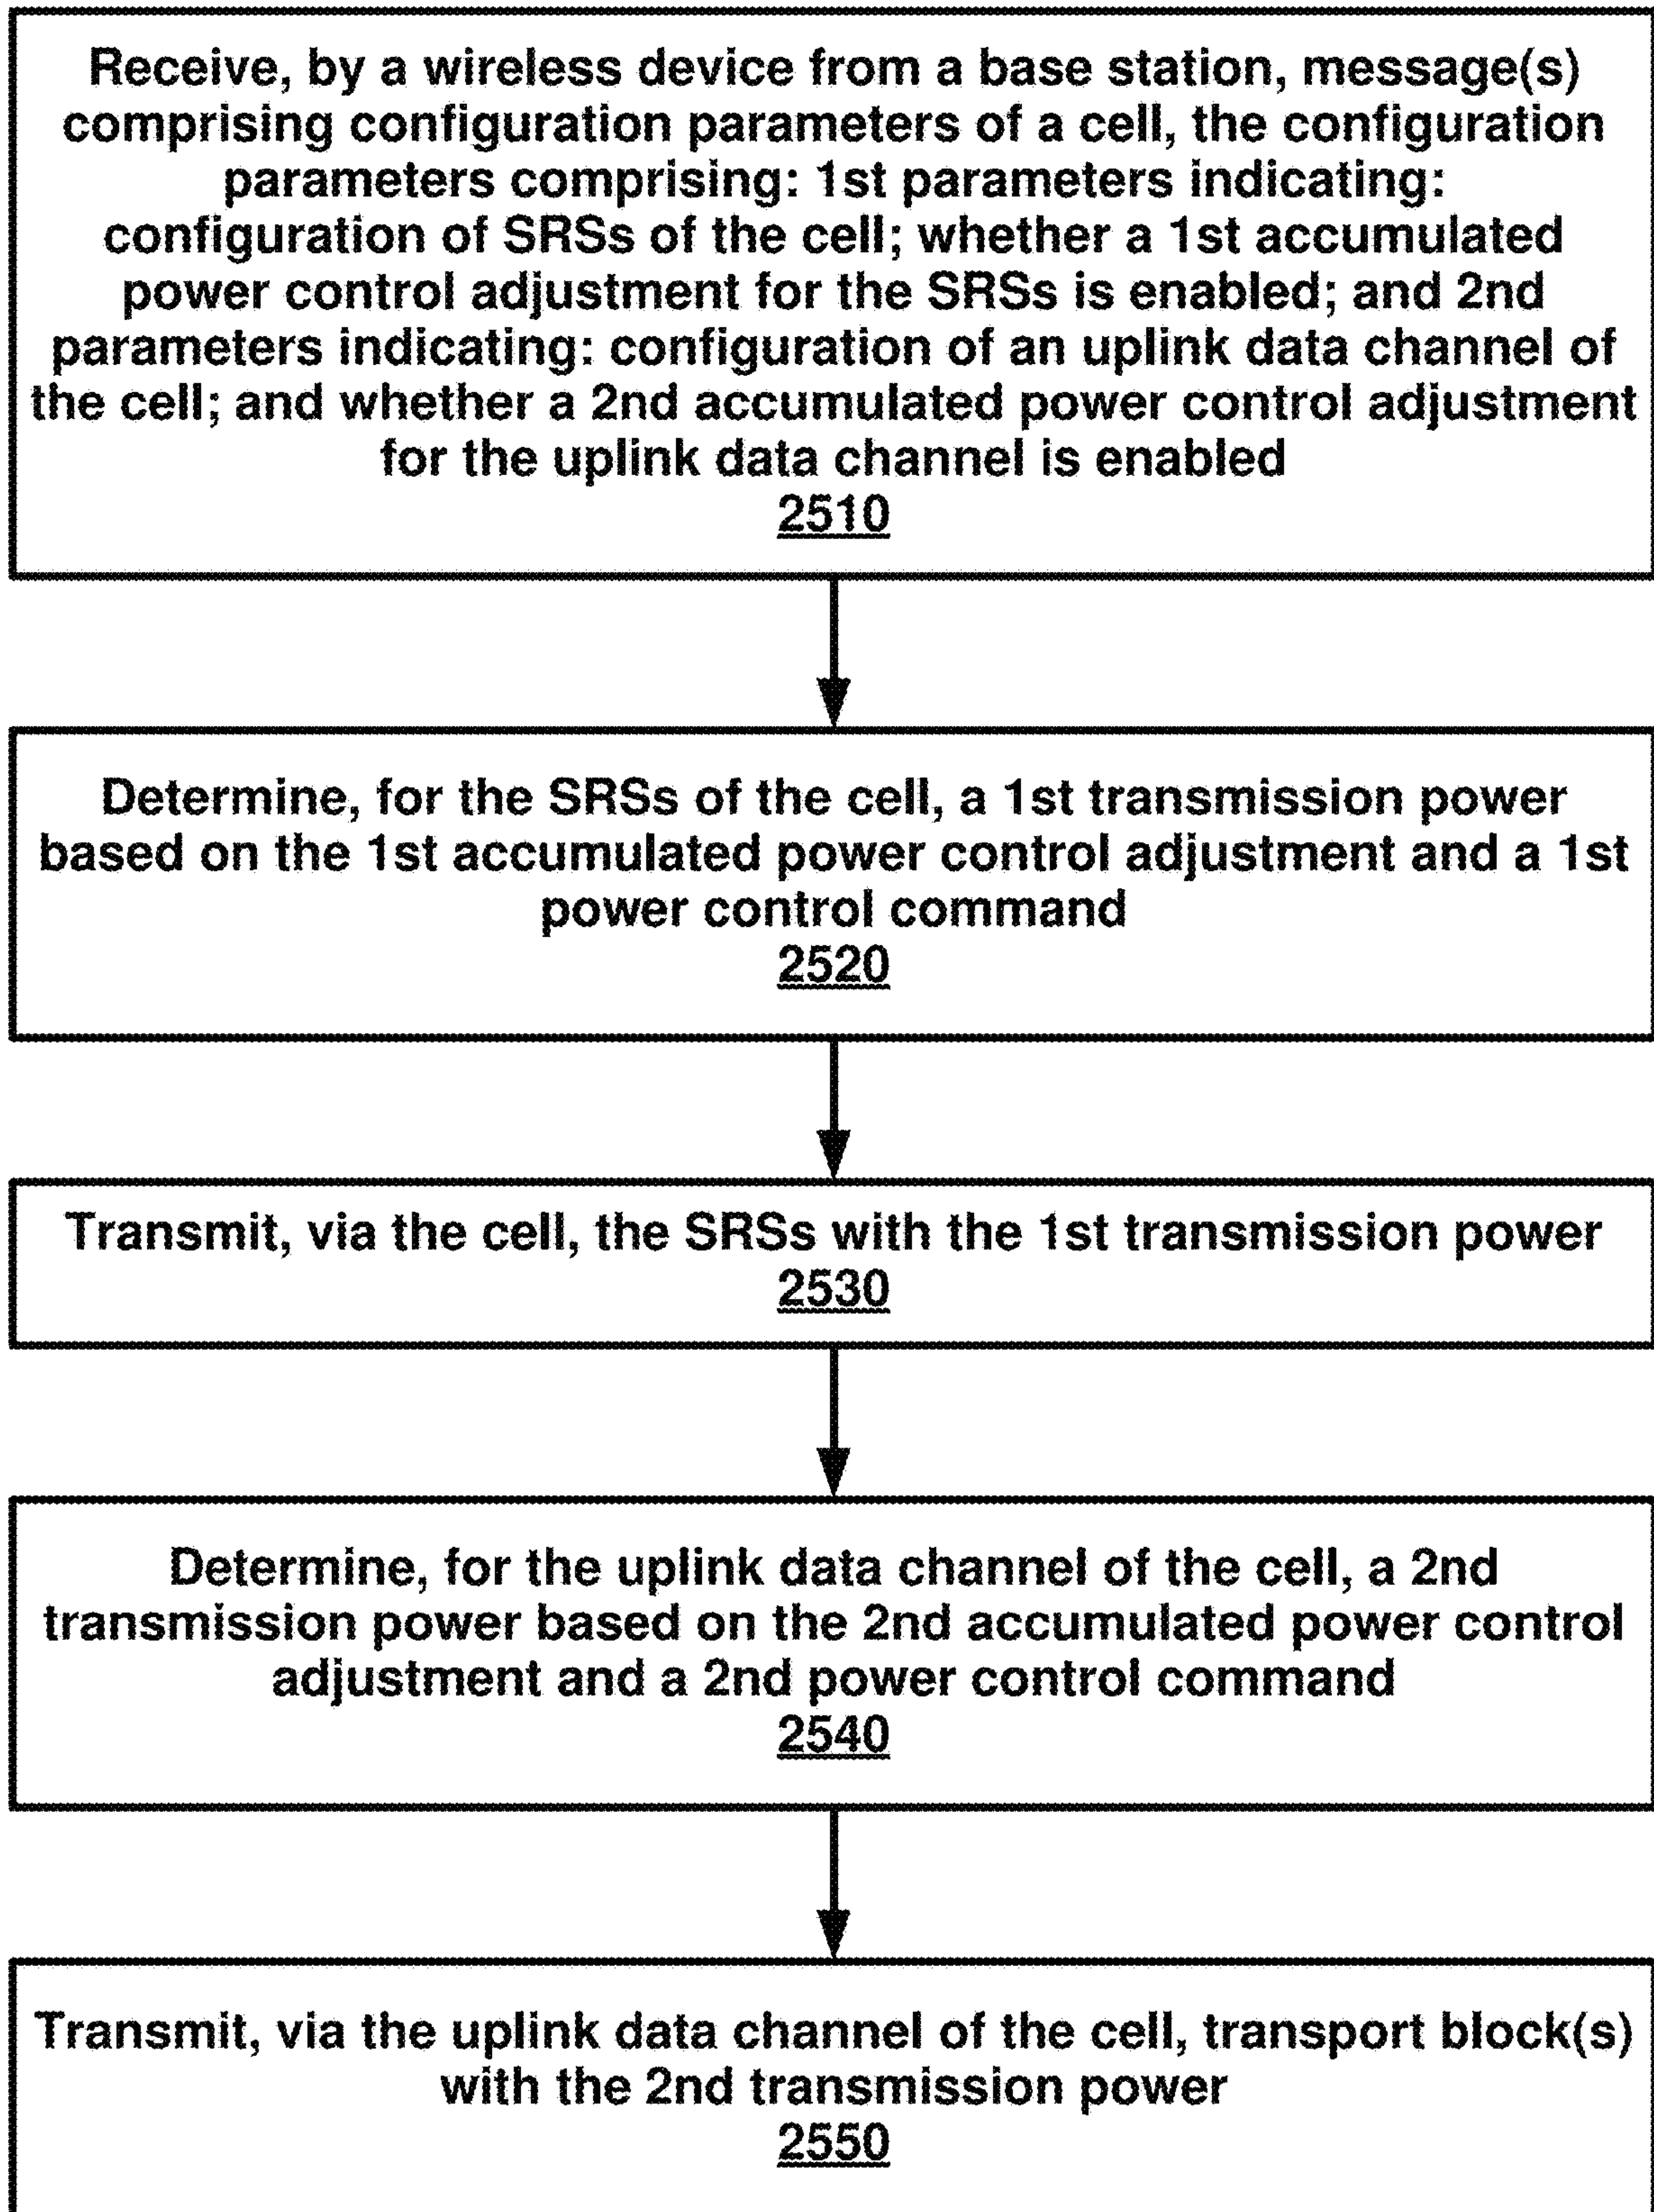 Receive, by a wireless device from a base station, message(s)
comprising configuration parameters of a cell, the configuration
parameters comprising: 1st parameters indicating:
configuration of SRSs of the cell; whether a 1st accumulated
power control adjustment for the SRSs is enabled; and 2nd
parameters indicating: configuration of an uplink data channel of
the cell; and whether a 2nd accumulated power control adjustment
for the uplink data channel is enabled
2510
Determine, for the SRSs of the cell, a 1st transmission power
based on the 1st accumulated power control adjustment and a 1st
power control command
2520
Transmit, via the cell, the SRSs with the 1st transmission power
2530
Determine, for the uplink data channel of the cell, a 2nd
transmission power based on the 2nd accumulated power control
adjustment and a 2nd power control command
2540
Transmit, via the uplink data channel of the cell, transport block(s)
with the 2nd transmission power
2550